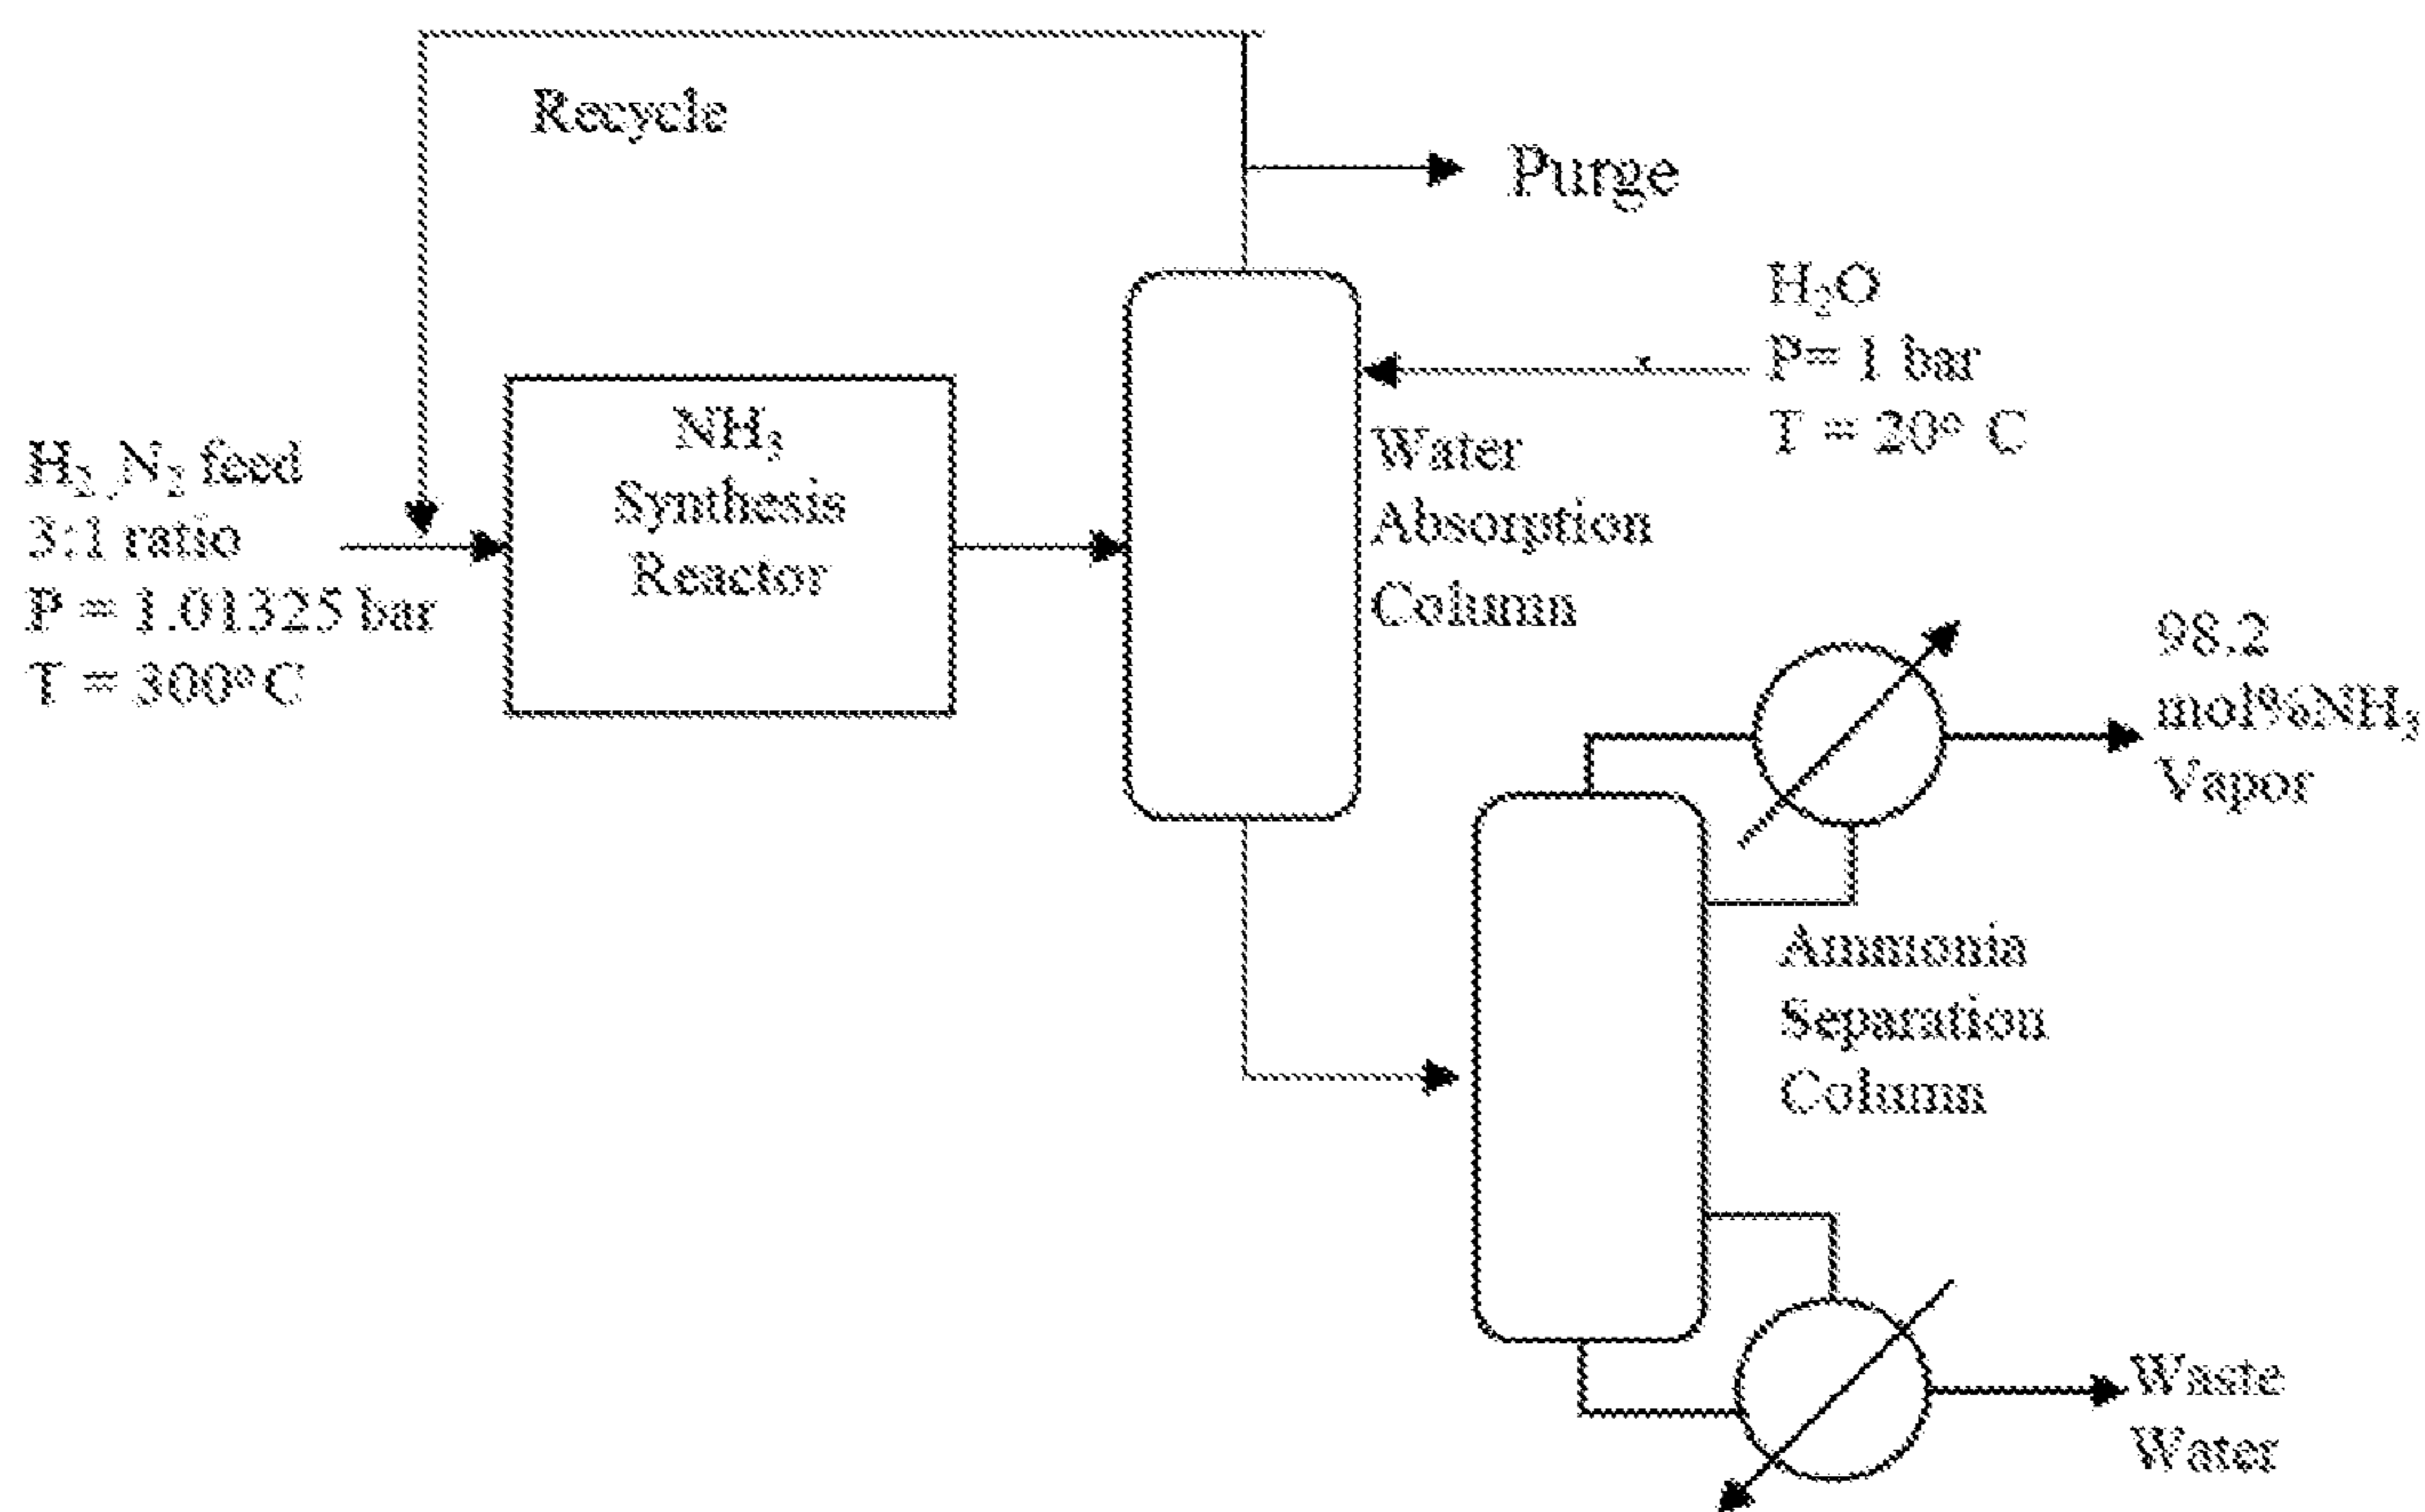 Recycle
Purge
H₂O
P= 1 bar
T = 20° C
H₂ N₂ feed
3:1 ratio
P = 1.01325 bar
T = 300°C
NH₃
Synthesis
Reactor
Water
Absorption
Column
98.2
mol%NH₃
Vapor
Ammonia
Separation
Column
Waste
Water